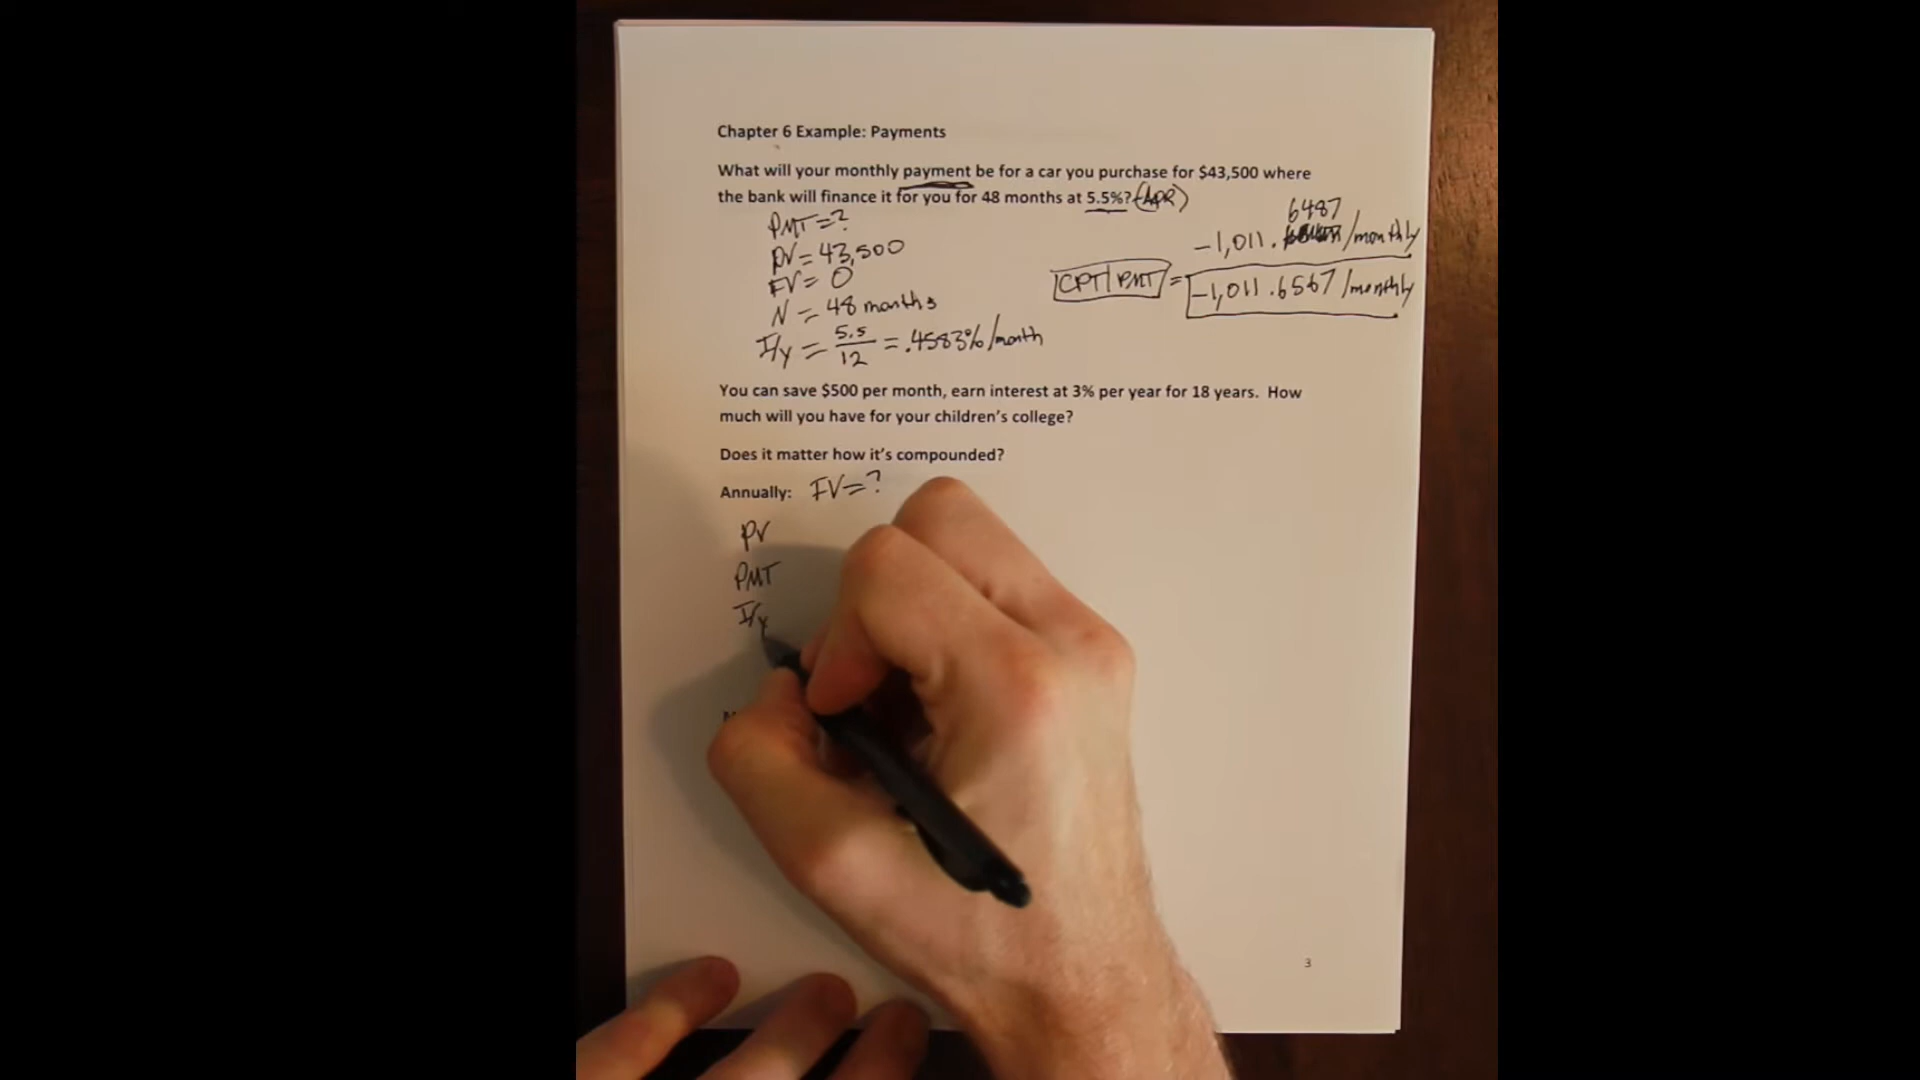 Chapter 6 Example: Payments
What will your monthly payment be for a car you purchase for $43,500 where
the bank will finance it for you for 48 months at 5.5%? (APR)
PMT = ?
PV = 43,500
FV = 0
N = 48 months
I/Y = 5.5/12 = .4583%/month
6487
-1,011. /monthly
CPT PMT = -1,011.6567/monthly
You can save $500 per month, earn interest at 3% per year for 18 years. How
much will you have for your children's college?
Does it matter how it's compounded?
Annually: FV = ?
PV
PMT
I/Y
3